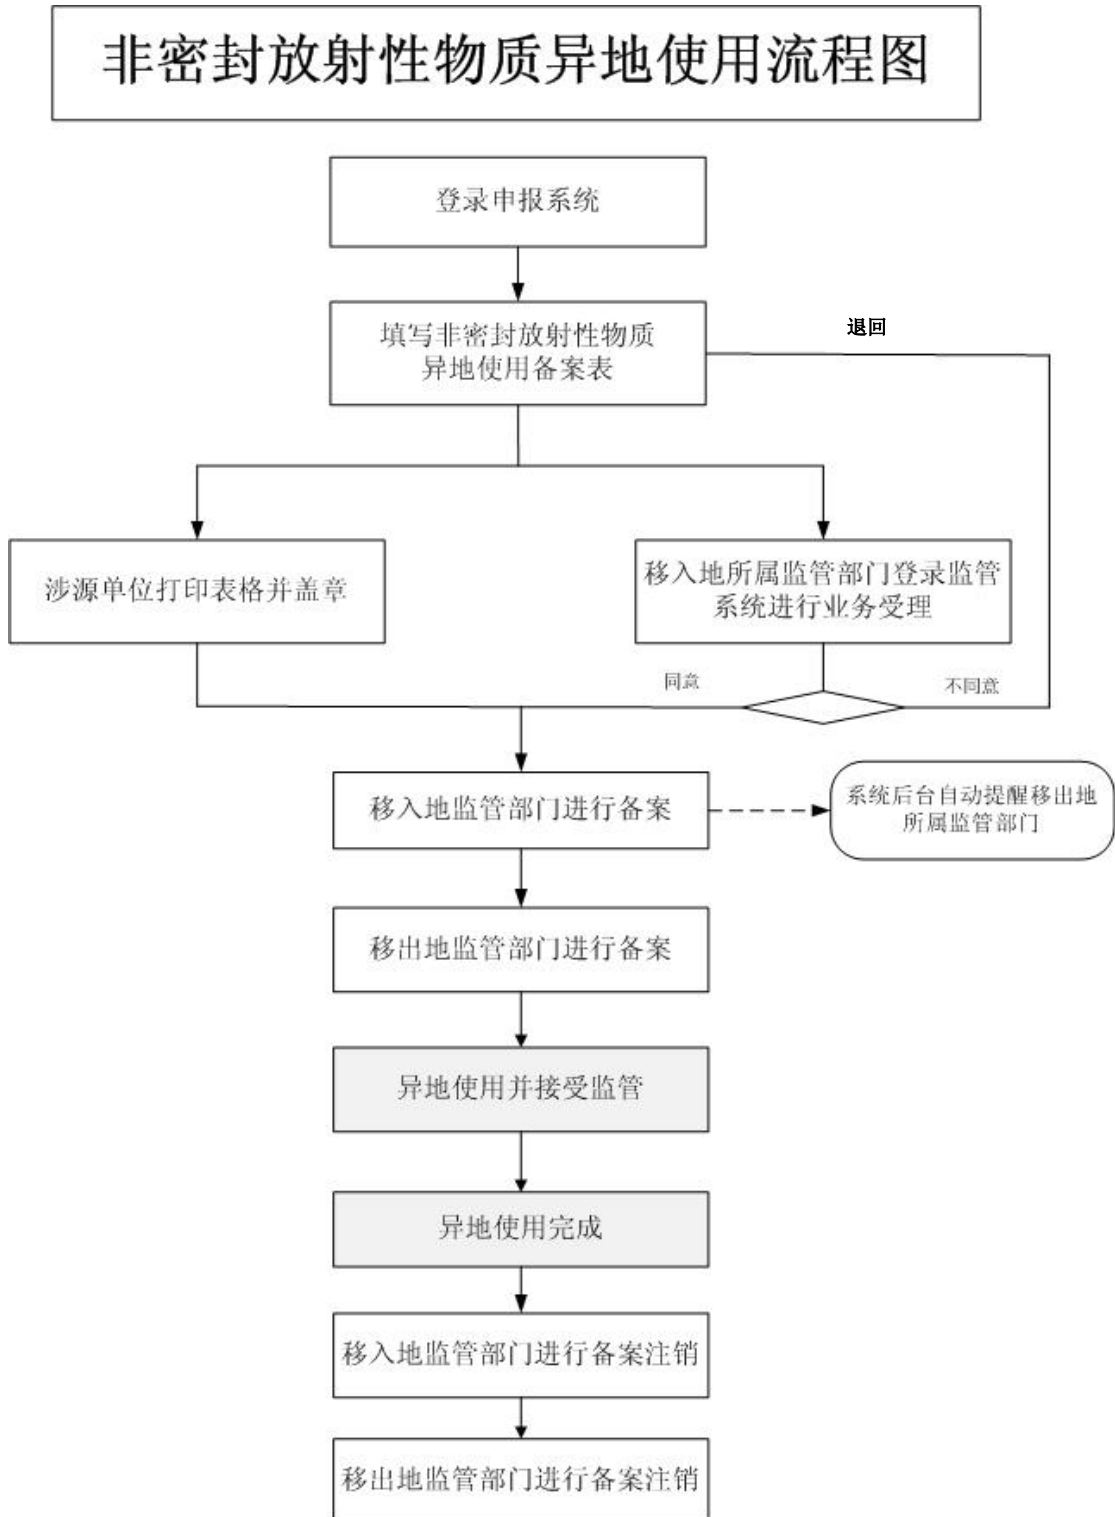 非密封放射性物质异地使用流程图
登录申报系统
填写非密封放射性物质
异地使用备案表
退回
涉源单位打印表格并盖章
移入地所属监管部门登录监管
系统进行业务受理
同意
不同意
移入地监管部门进行备案
系统后台自动提醒移出地
所属监管部门
移出地监管部门进行备案
异地使用并接受监管
异地使用完成
移入地监管部门进行备案注销
移出地监管部门进行备案注销